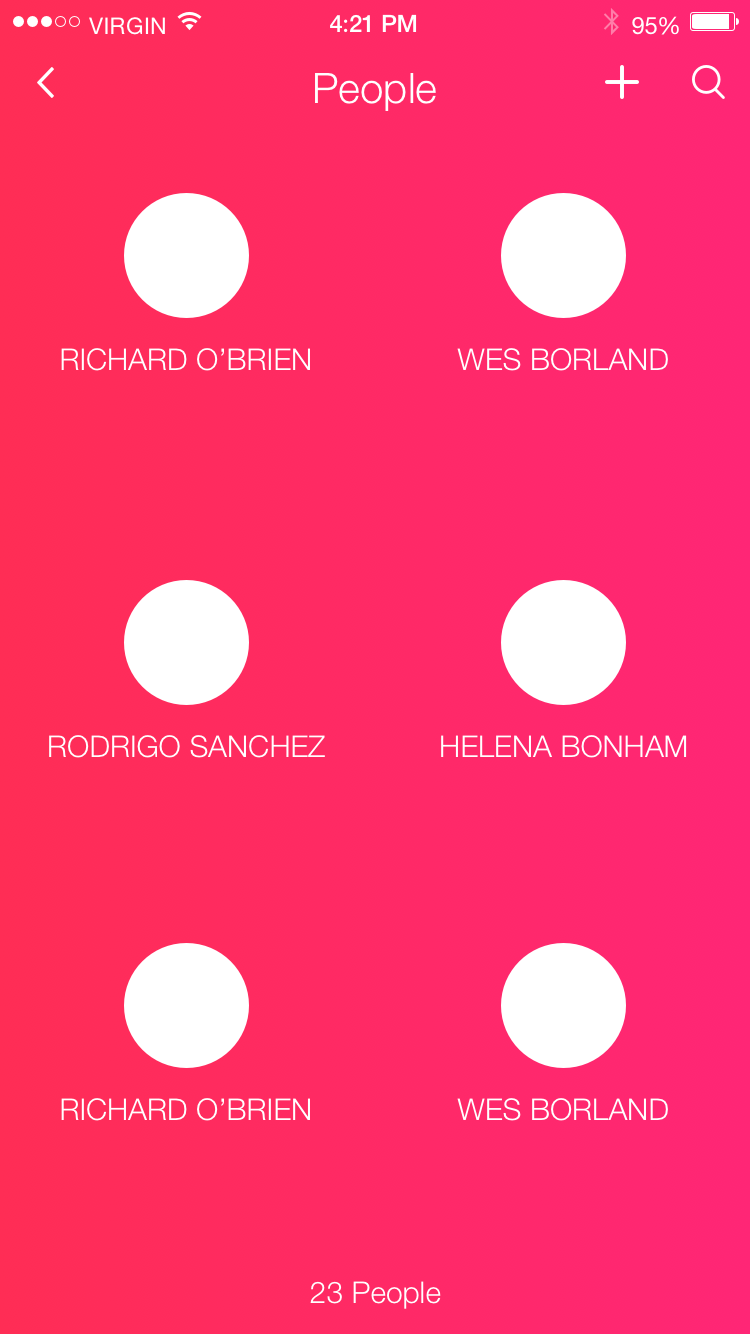 VIRGIN 4:21 PM 95%
People
RICHARD O’BRIEN WES BORLAND
RODRIGO SANCHEZ HELENA BONHAM
RICHARD O’BRIEN WES BORLAND
23 People